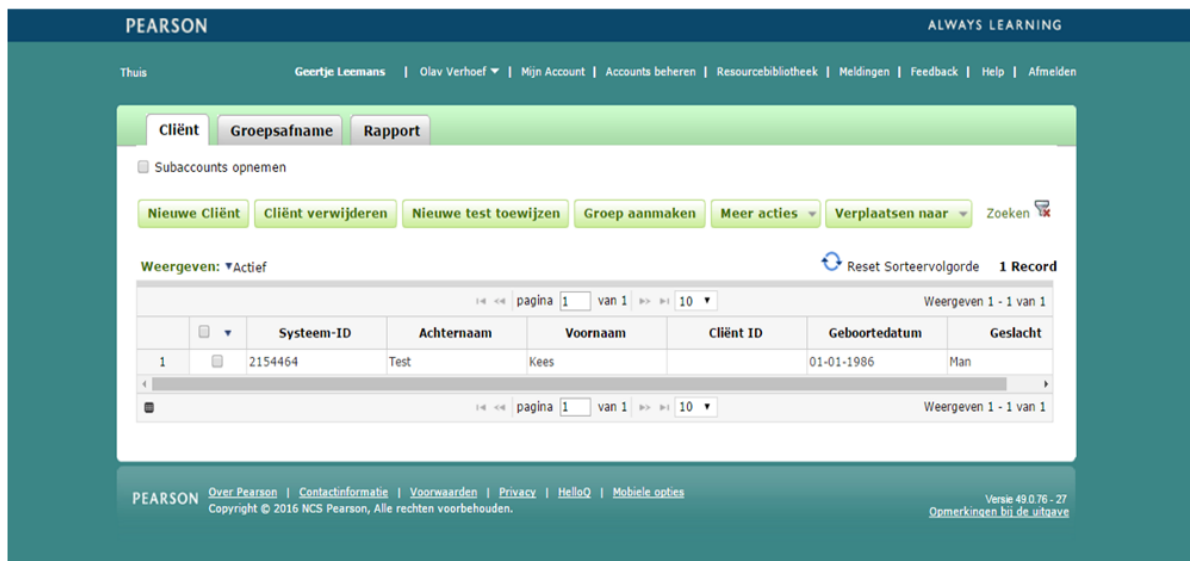 PEARSON ALWAYS LEARNING
Thuis Geertje Leemans | Olav Verhoef | Mijn Account | Accounts beheren | Resourcebibliotheek | Meldingen | Feedback | Help | Afmelden
Cliënt Groepsafname Rapport
Subaccounts opnemen
Nieuwe Cliënt Cliënt verwijderen Nieuwe test toewijzen Groep aanmaken Meer acties Verplaatsen naar Zoeken
Weergeven: Actief Reset Sorteervolgorde 1 Record
pagina 1 van 1 10 Weergeven 1 - 1 van 1
Systeem-ID Achternaam Voornaam Cliënt ID Geboortedatum Geslacht
1 2154464 Test Kees 01-01-1986 Man
pagina 1 van 1 10 Weergeven 1 - 1 van 1
PEARSON Over Pearson | Contactinformatie | Voorwaarden | Privacy | HelloQ | Mobiele opties
Copyright © 2016 NCS Pearson, Alle rechten voorbehouden.
Versie 49.0.76 - 27
Opmerkingen bij de uitgave